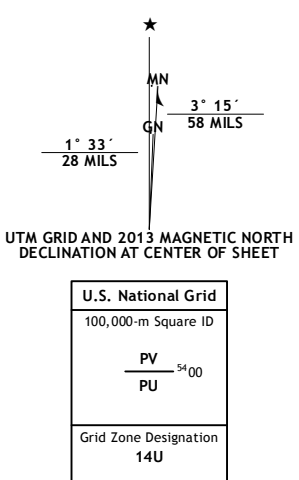 ★
MN
3° 15´
58 MILS
GN
1° 33´
28 MILS
UTM GRID AND 2013 MAGNETIC NORTH
DECLINATION AT CENTER OF SHEET
U.S. National Grid
100,000-m Square ID
PV
5400
PU
Grid Zone Designation
14U